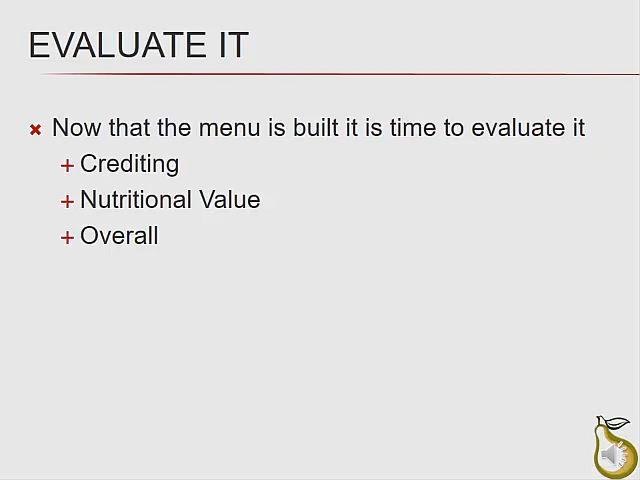 EVALUATE IT
Now that the menu is built it is time to evaluate it
Crediting
Nutritional Value
Overall